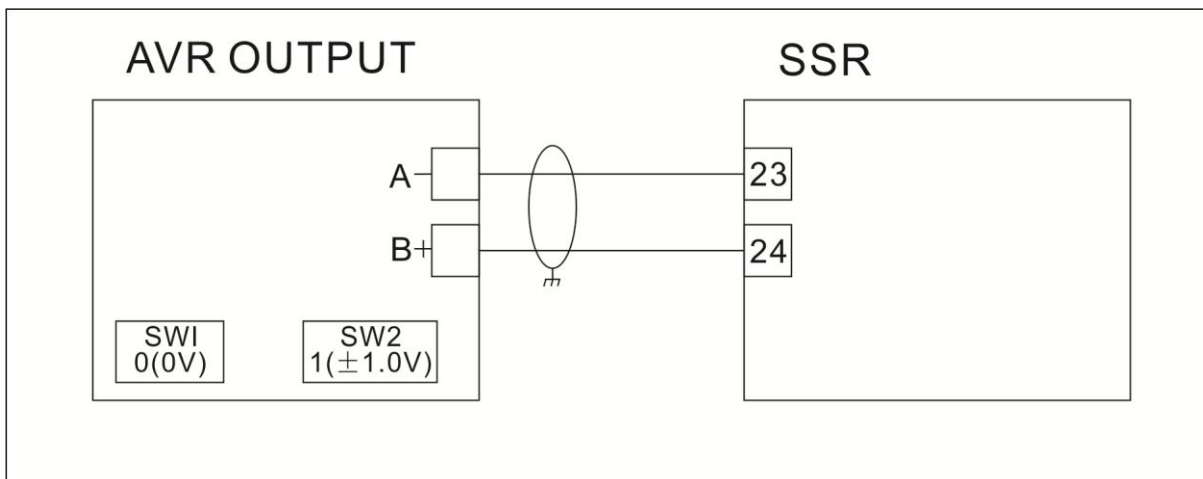 AVR OUTPUT
SSR
A−
23
B+
24
SWI
0(0V)
SW2
1(±1.0V)